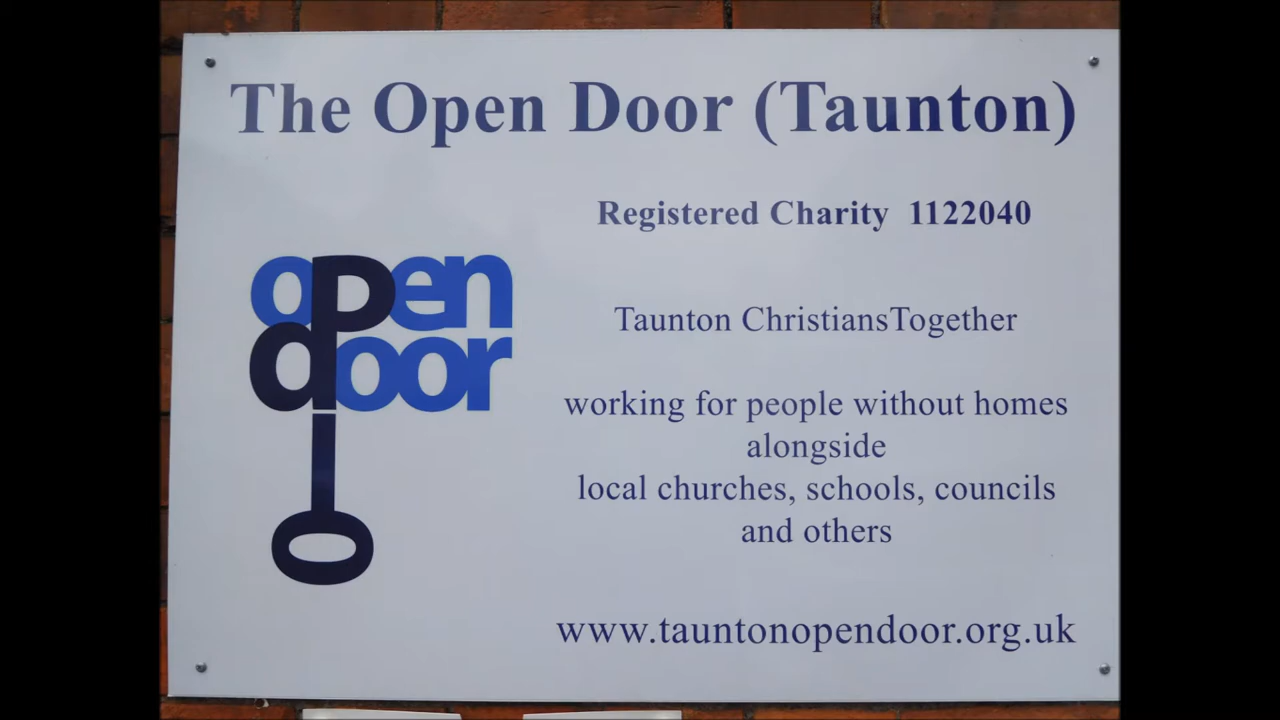 The Open Door (Taunton)
Registered Charity 1122040
open
door
Taunton ChristiansTogether
working for people without homes
alongside
local churches, schools, councils
and others
www.tauntonopendoor.org.uk